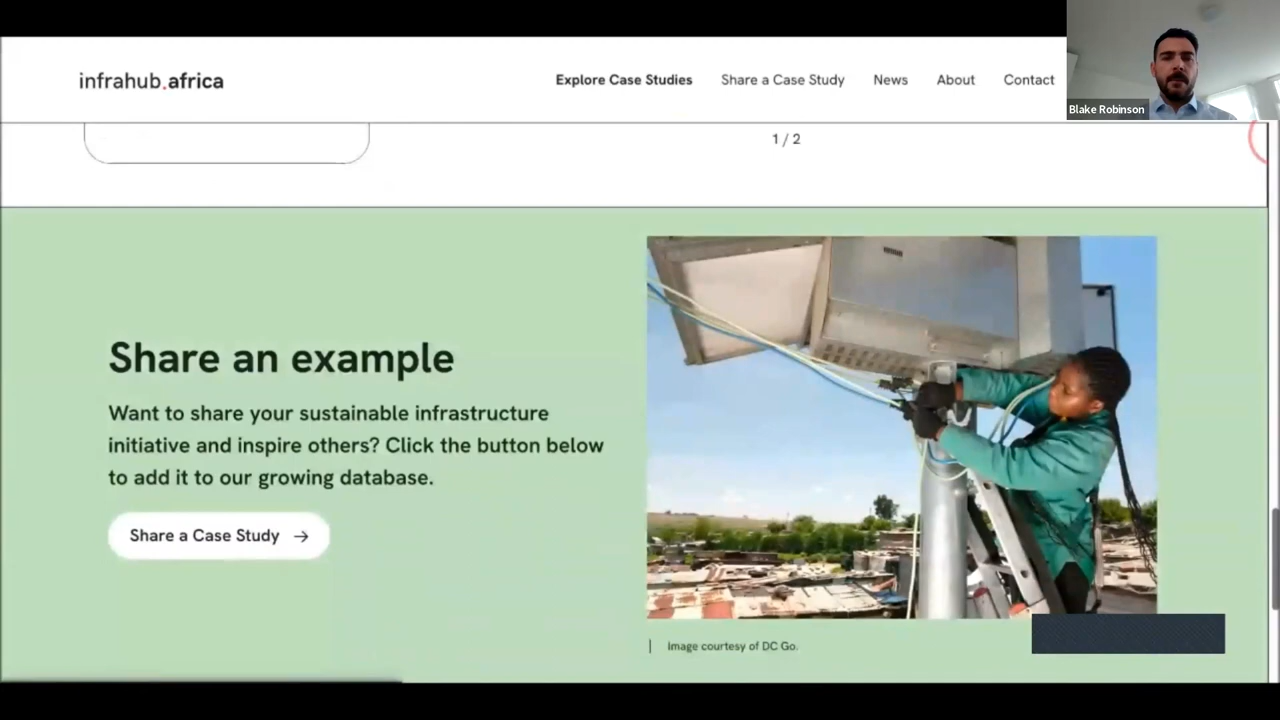 infrahub.africa
Explore Case Studies
Share a Case Study
News
About
Contact
Blake Robinson
1 / 2
Share an example
Want to share your sustainable infrastructure
initiative and inspire others? Click the button below
to add it to our growing database.
Share a Case Study →
Image courtesy of DC Go.